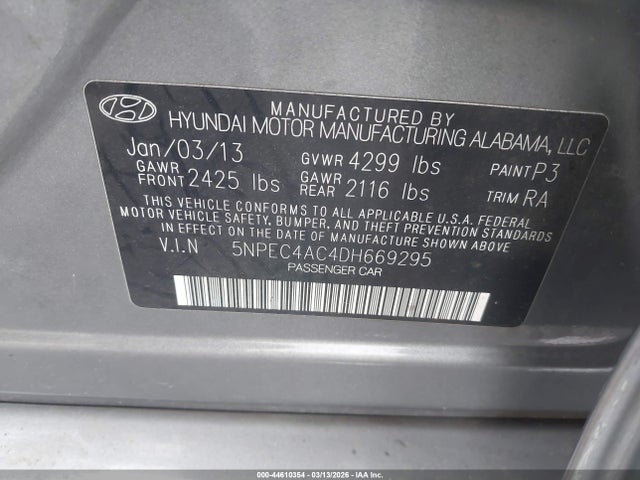 MANUFACTURED BY
HYUNDAI MOTOR MANUFACTURING ALABAMA, LLC
Jan/03/13 GVWR 4299 lbs PAINT P3
GAWR FRONT 2425 lbs GAWR REAR 2116 lbs TRIM RA
THIS VEHICLE CONFORMS TO ALL APPLICABLE U.S.A. FEDERAL
MOTOR VEHICLE SAFETY, BUMPER, AND THEFT PREVENTION STANDARDS
IN EFFECT ON THE DATE OF MANUFACTURE SHOWN ABOVE
V.I.N 5NPEC4AC4DH669295
PASSENGER CAR
000-44610354 | 03/13/2026 - IAA Inc.